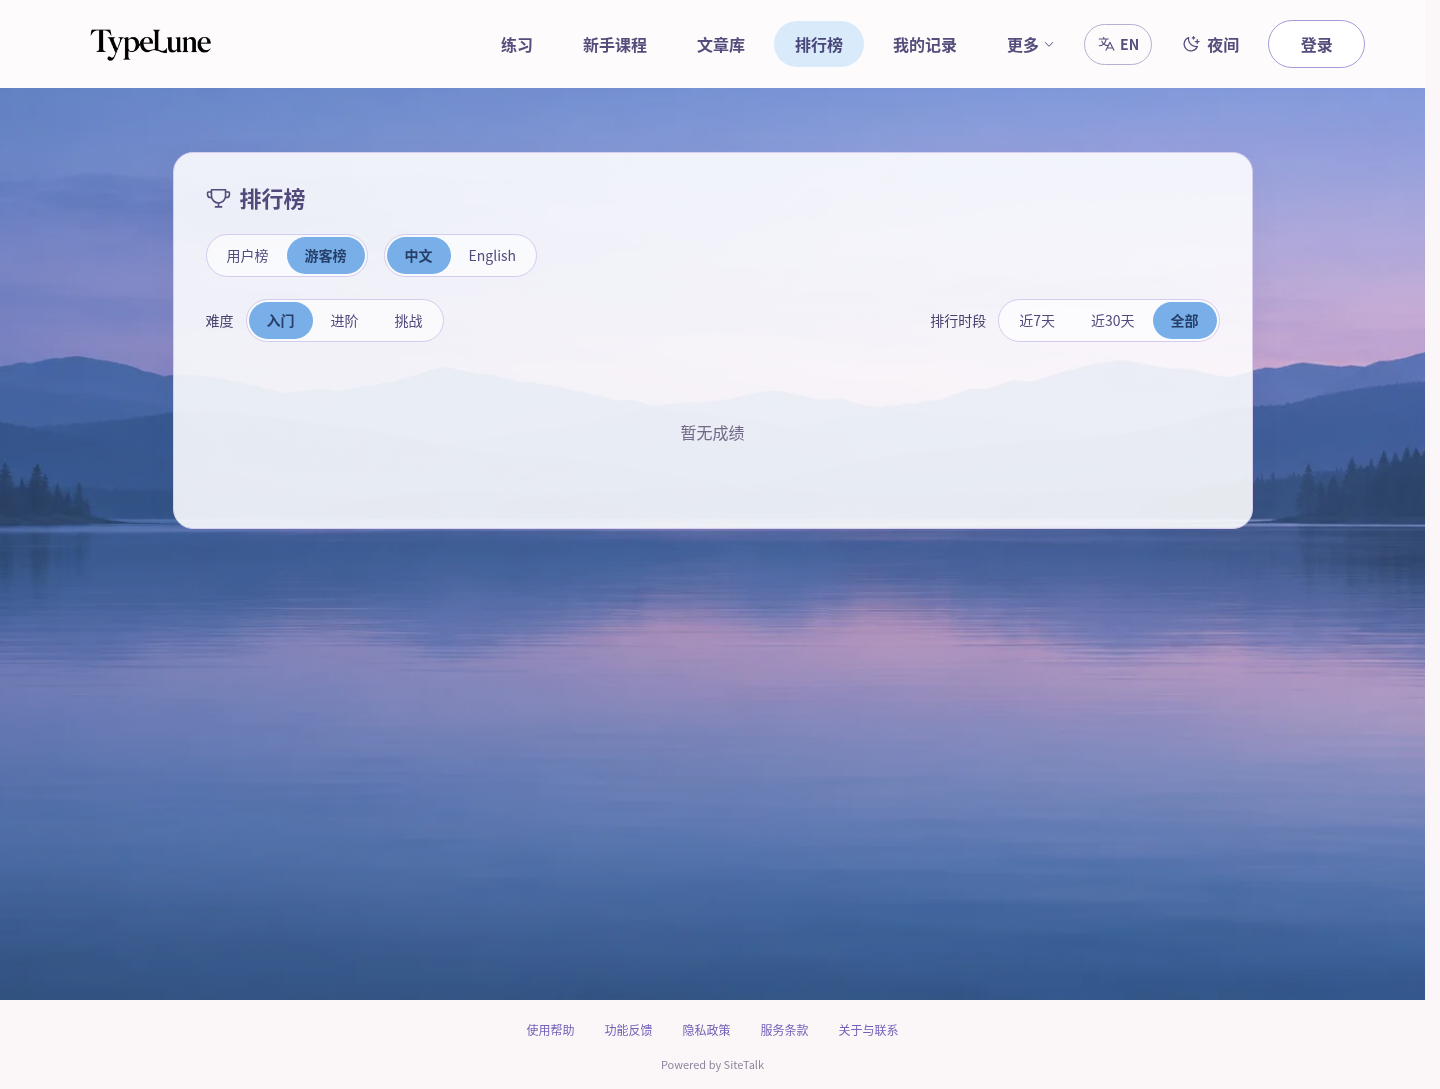 TypeLune
练习 新手课程 文章库 排行榜 我的记录 更多 EN 夜间 登录
排行榜
用户榜 游客榜 中文 English
难度 入门 进阶 挑战 排行时段 近7天 近30天 全部
暂无成绩
使用帮助 功能反馈 隐私政策 服务条款 关于与联系
Powered by SiteTalk